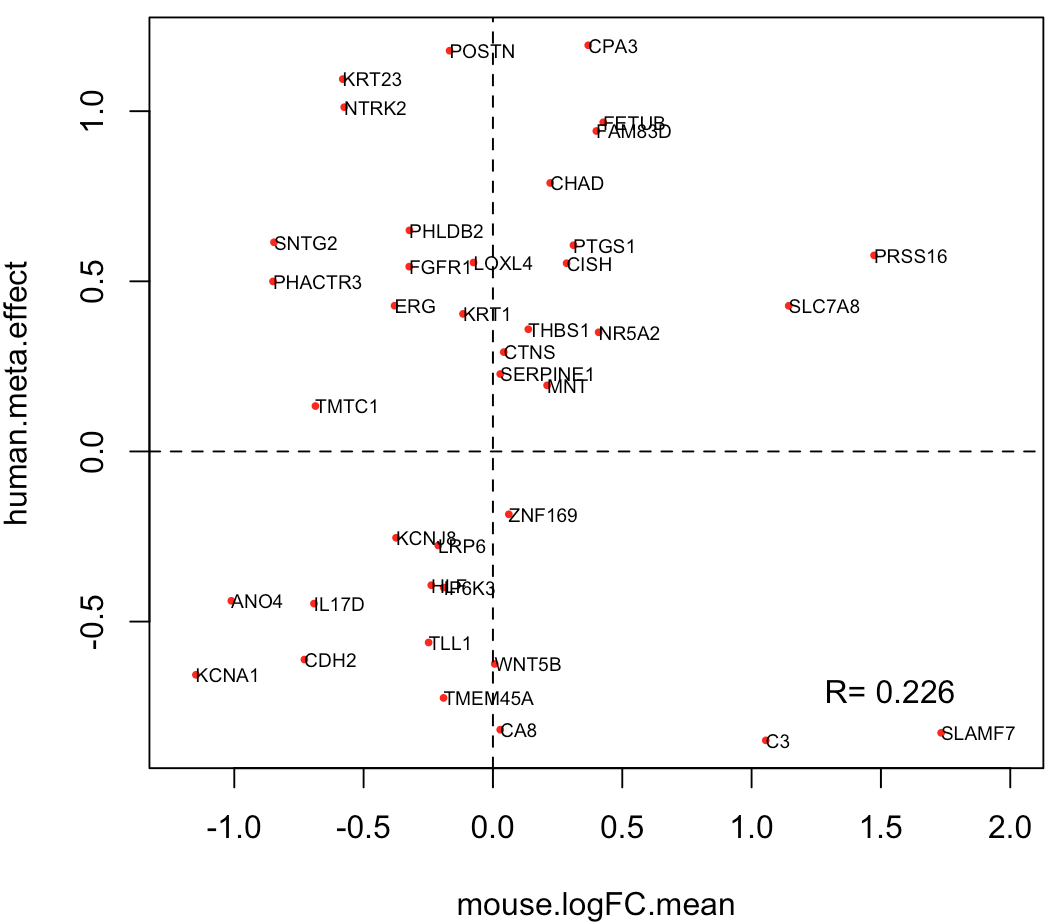 POSTN
CPA3
KRT23
NTRK2
FETUB
FAM83D
CHAD
SNTG2
PHLDB2
PTGS1
FGFR1
LOXL4
CISH
PRSS16
PHACTR3
ERG
KRT1
SLC7A8
THBS1
NR5A2
CTNS
SERPINE1
MNT
TMTC1
ZNF169
KCNJ8
LRP6
HLF
IP6K3
ANO4
IL17D
TLL1
CDH2
WNT5B
KCNA1
TMEM45A
R= 0.226
CA8
C3
SLAMF7
1.0
0.5
0.0
-0.5
human.meta.effect
-1.0 -0.5 0.0 0.5 1.0 1.5 2.0
mouse.logFC.mean